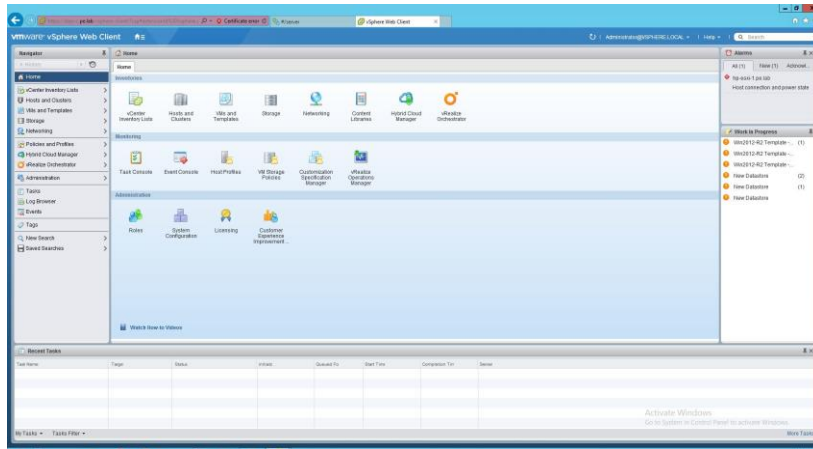 Certificate error
vSphere Web Client
vmware vSphere Web Client
Administrator@VSPHERE.LOCAL
Help
Search
Navigator
Home
vCenter Inventory Lists
Hosts and Clusters
VMs and Templates
Storage
Networking
Policies and Profiles
Hybrid Cloud Manager
vRealize Orchestrator
Administration
Tasks
Log Browser
Events
Tags
New Search
Saved Searches
Home
Home
Inventories
vCenter Inventory Lists
Hosts and Clusters
VMs and Templates
Storage
Networking
Content Libraries
Hybrid Cloud Manager
vRealize Orchestrator
Monitoring
Task Console
Event Console
Host Profiles
VM Storage Policies
Customization Specification Manager
vRealize Operations Manager
Administration
Roles
System Configuration
Licensing
Customer Experience Improvement...
Watch How-to Videos
Alarms
All (1) New (1) Acknowl...
Host connection and power state
Work In Progress
Win2012-R2 Template -... (1)
Win2012-R2 Template -...
Win2012-R2 Template -...
New Datastore (2)
New Datastore (1)
New Datastore
Recent Tasks
Task Name Target Status Initiator Queued For Start Time Completion Tim Server
Activate Windows
Go to System in Control Panel to activate Windows.
My Tasks Tasks Filter More Tasks